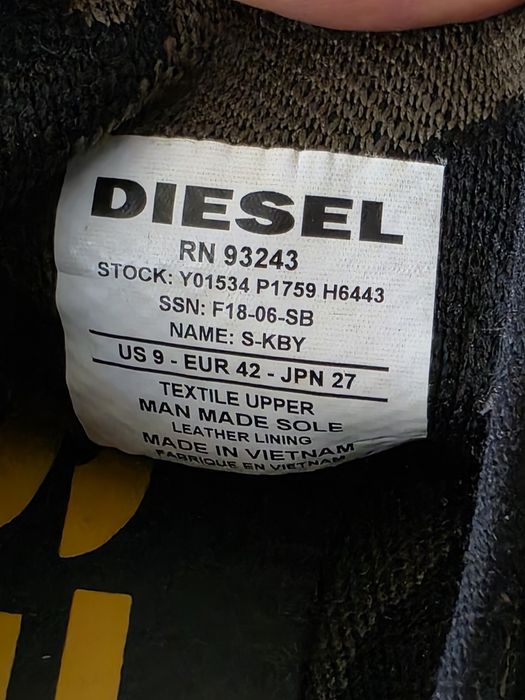 DIESEL
RN 93243
STOCK: Y01534 P1759 H6443
SSN: F18-06-SB
NAME: S-KBY
US 9 - EUR 42 - JPN 27
TEXTILE UPPER
MAN MADE SOLE
LEATHER LINING
MADE IN VIETNAM
FABRIQUE EN VIETNAM